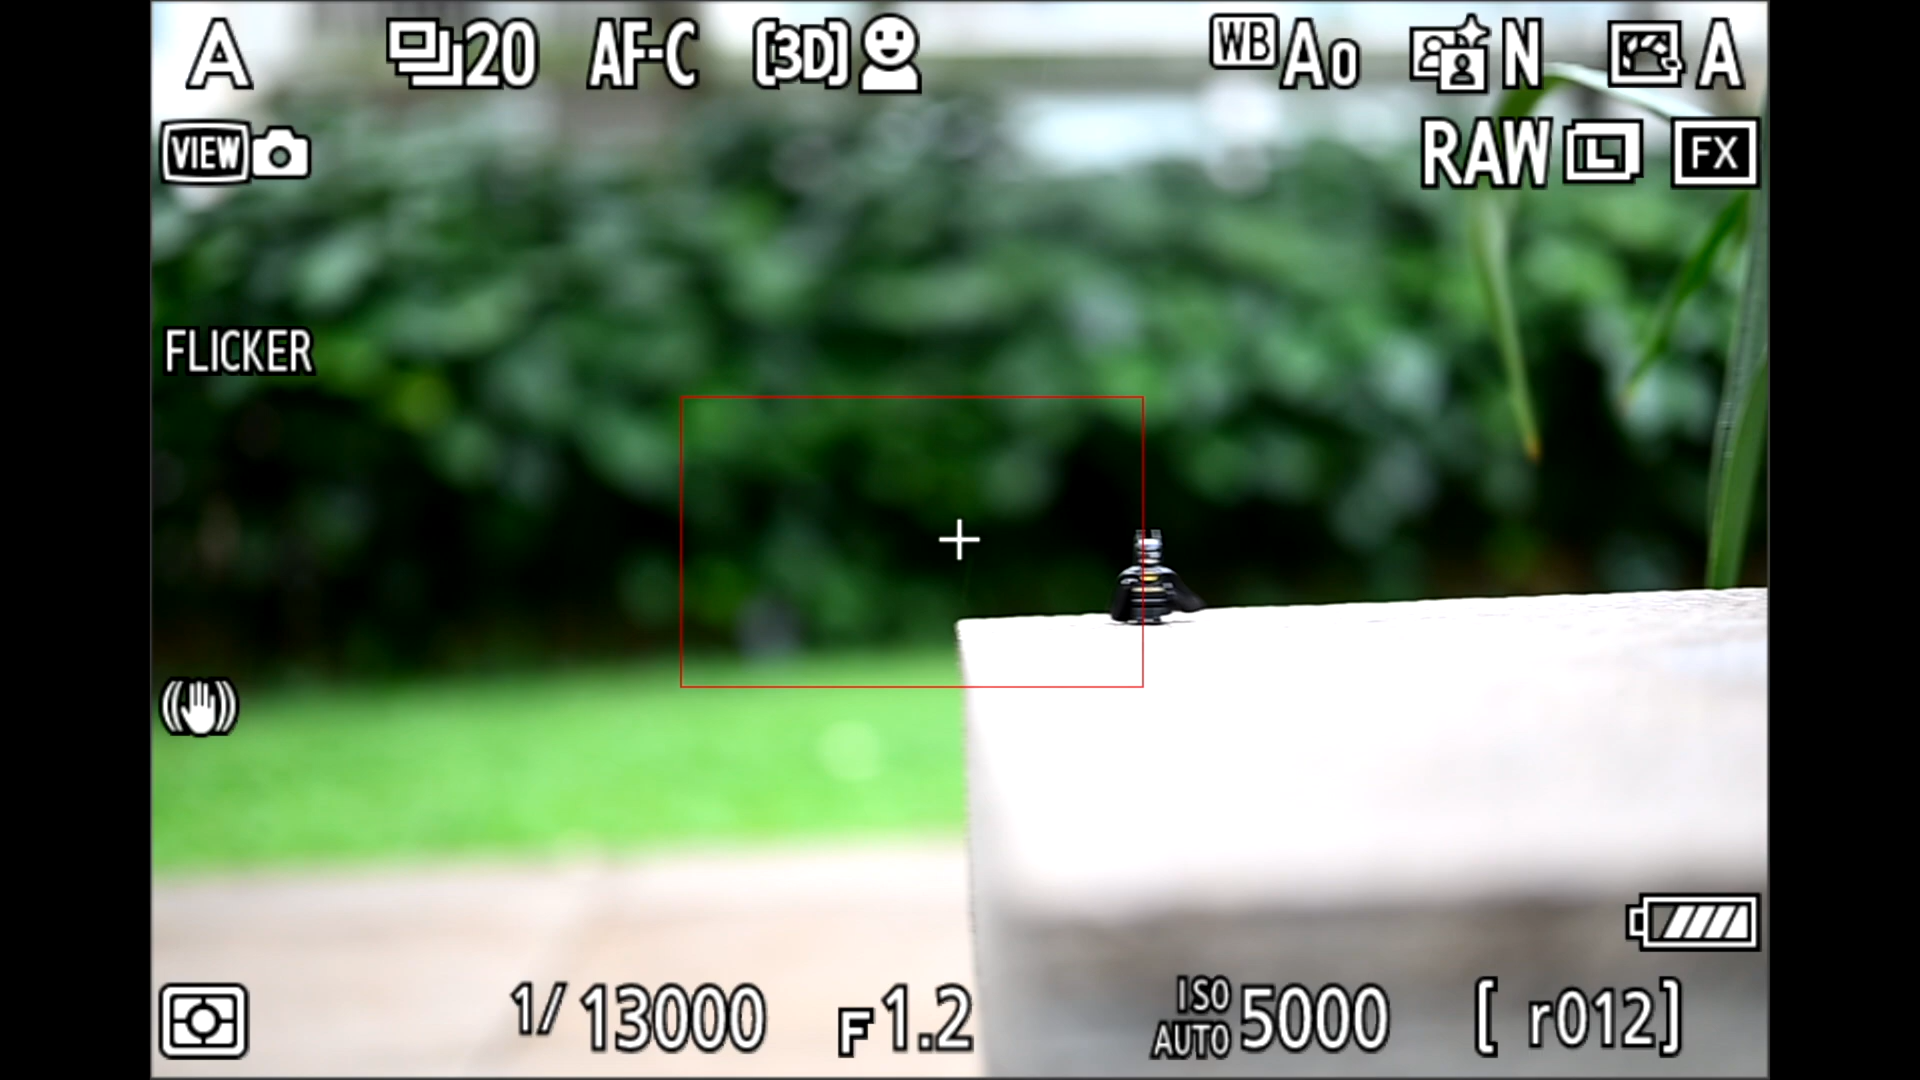 A 20 AF-C [3D] WB A0 N A
VIEW RAW L FX
FLICKER
1/13000 F1.2 ISO AUTO 5000 [ r012]